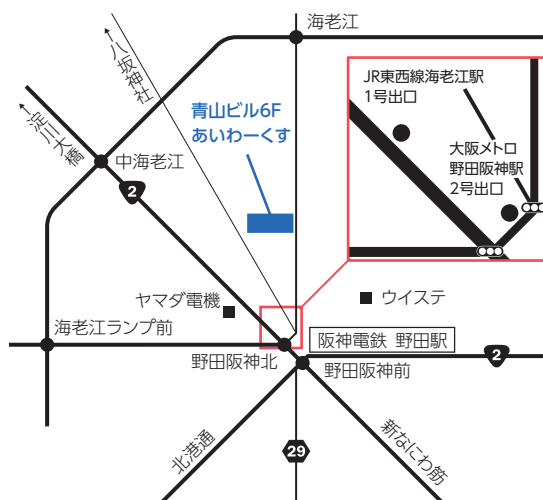 海老江
八坂神社
淀川大橋
青山ビル6F
あいわーくす
中海老江
2
JR東西線海老江駅
1号出口
大阪メトロ
野田阪神駅
2号出口
ヤマダ電機
ウイステ
海老江ランプ前
阪神電鉄 野田駅
野田阪神北
野田阪神前
2
北港通
29
新なにわ筋